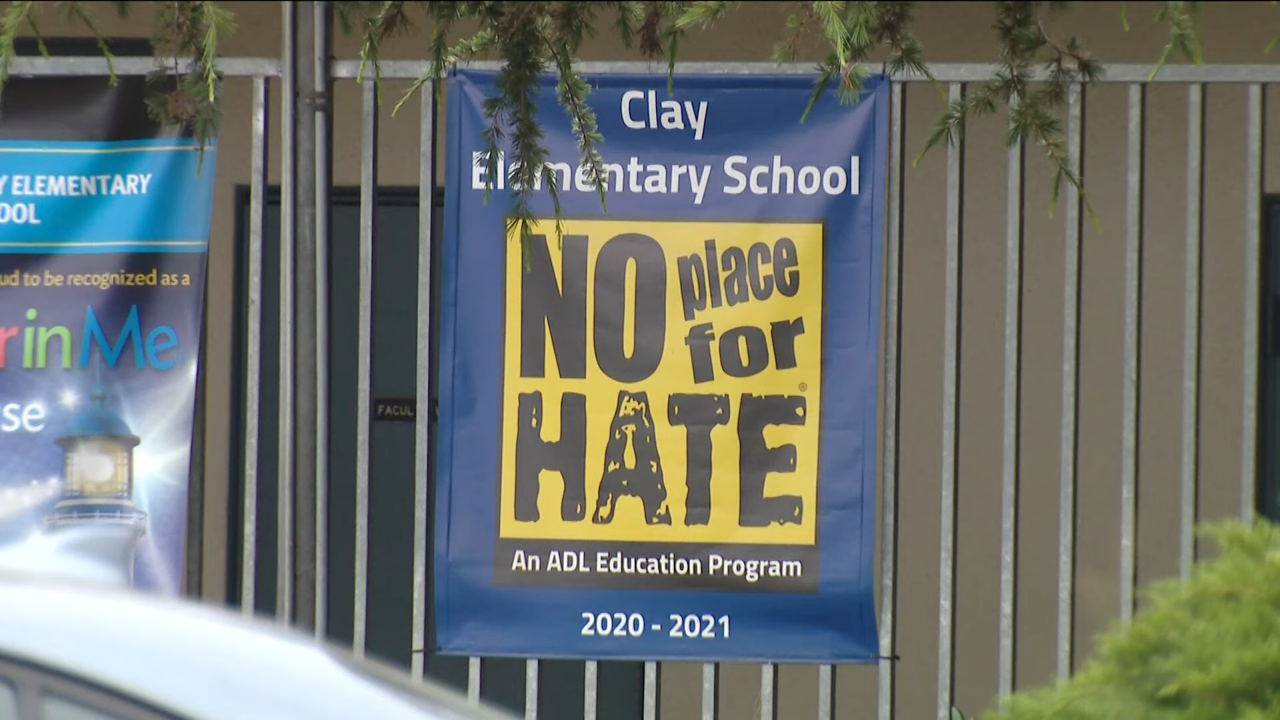 Y ELEMENTARY
OOL
ud to be recognized as a
r in Me
se
FACUL
Clay
Elementary School
NO place
for
HATE®
An ADL Education Program
2020 - 2021